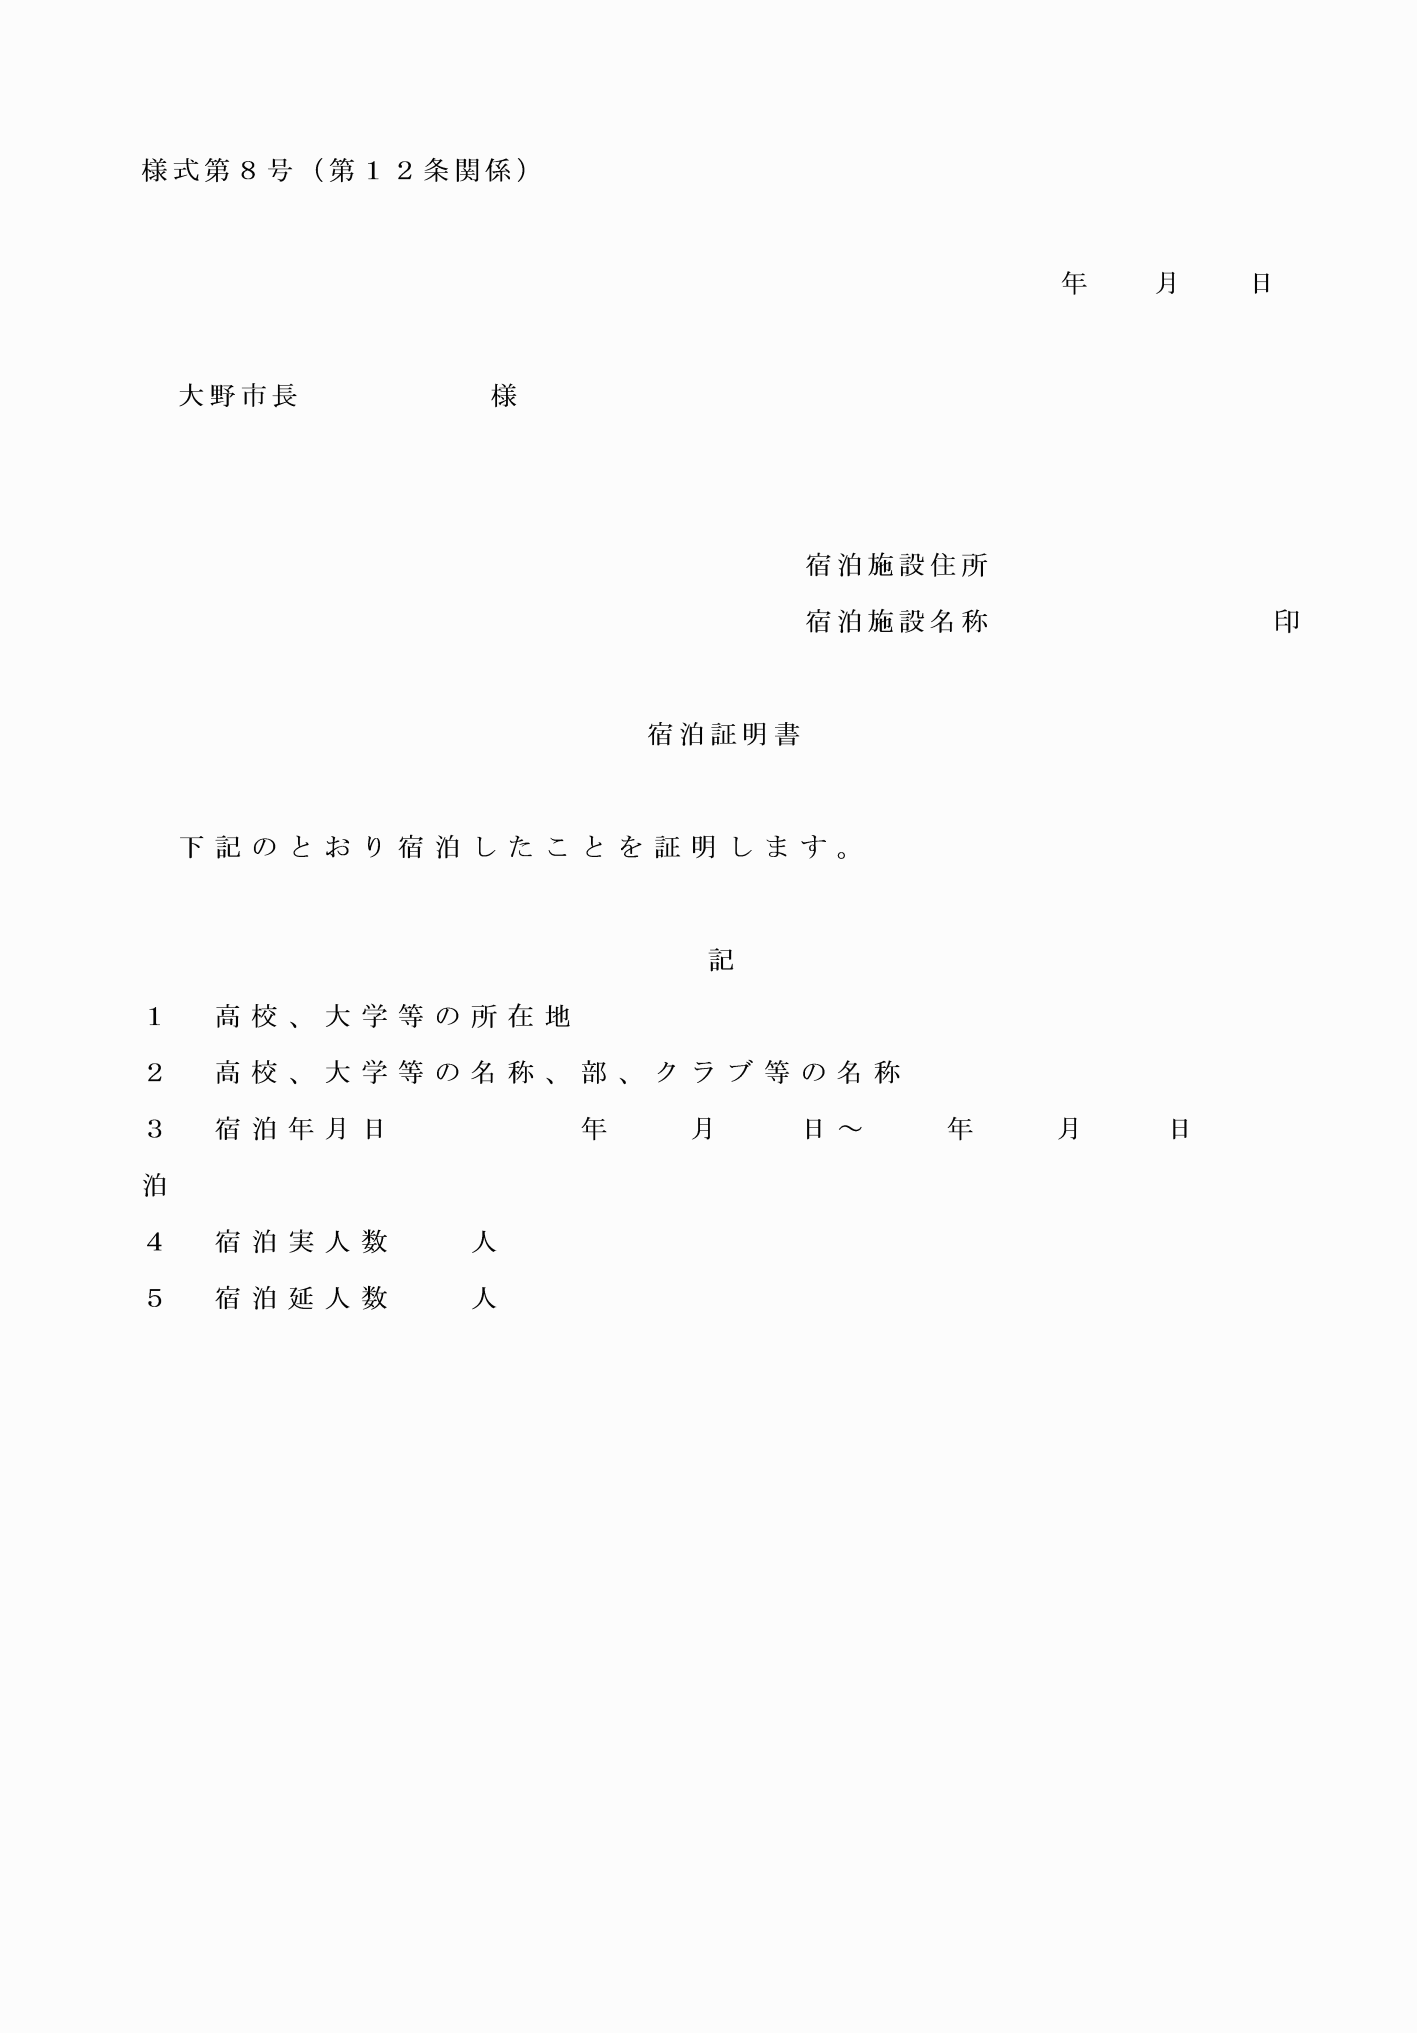 様式第８号（第１２条関係）
年　　月　　日
大野市長　　　　　　様
宿泊施設住所
宿泊施設名称　　　　　　　　　印
宿泊証明書
下記のとおり宿泊したことを証明します。
記
１　高校、大学等の所在地
２　高校、大学等の名称、部、クラブ等の名称
３　宿泊年月日　　　　　年　　月　　日～　　年　　月　　日
泊
４　宿泊実人数　　人
５　宿泊延人数　　人